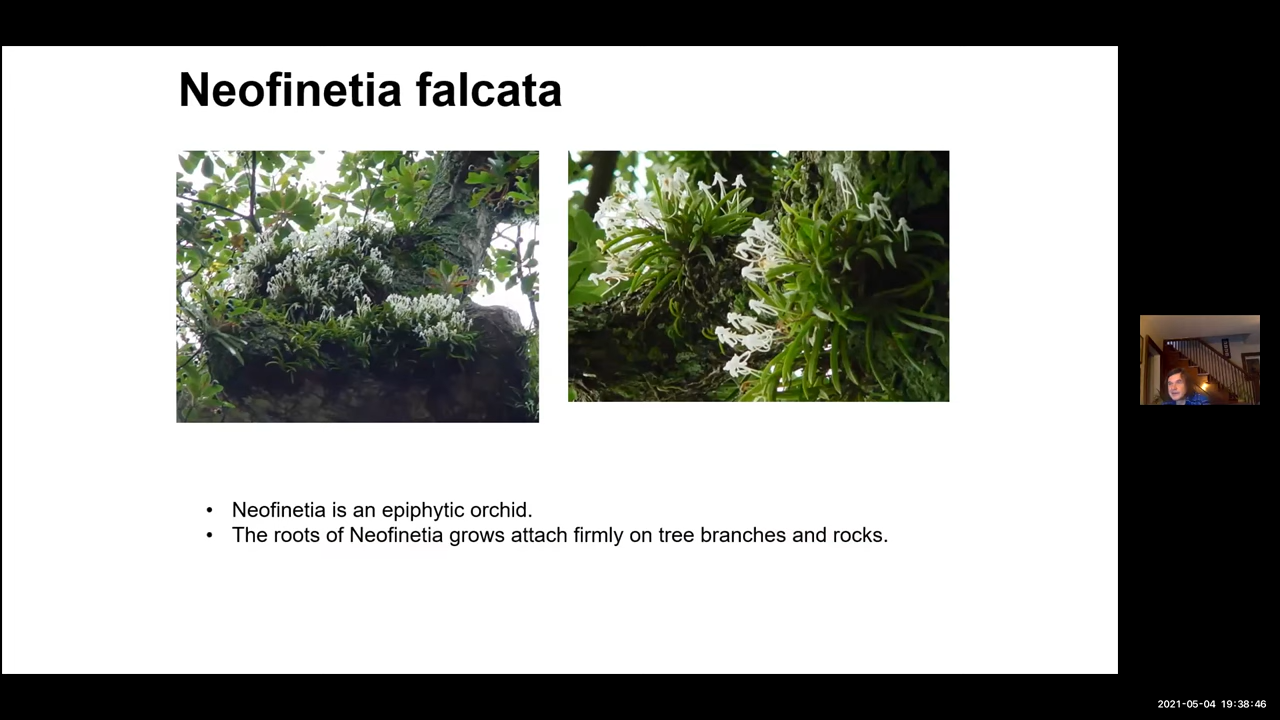 Neofinetia falcata
• Neofinetia is an epiphytic orchid.
• The roots of Neofinetia grows attach firmly on tree branches and rocks.
2021-05-04 19:38:46